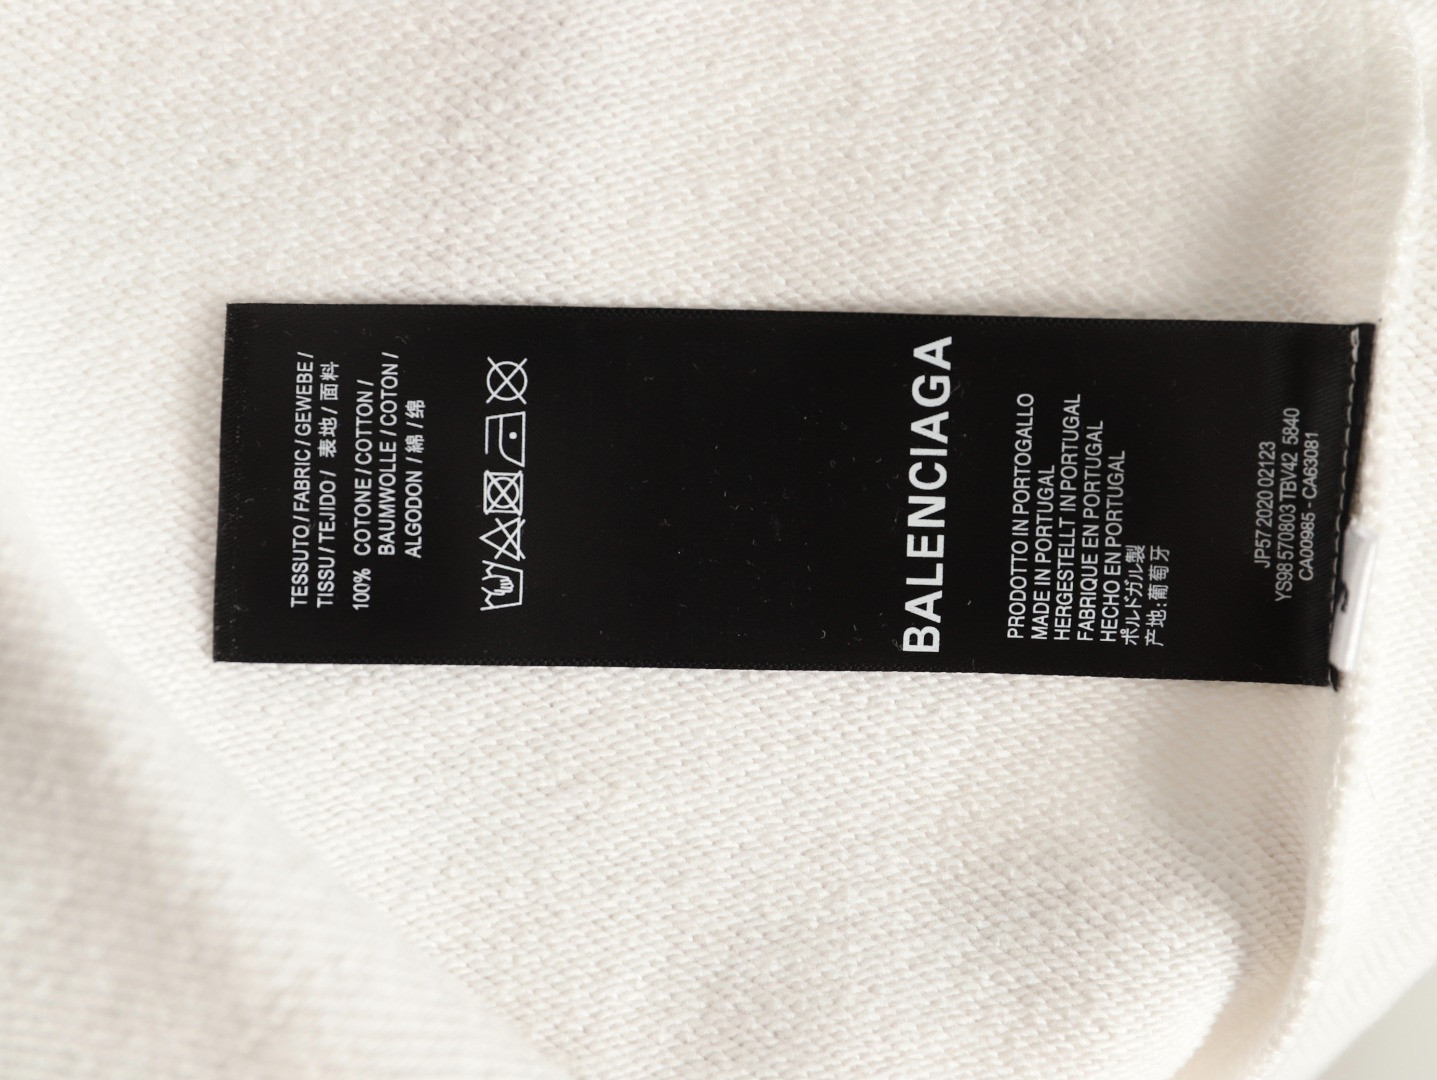 TESSUTO / FABRIC / GEWEBE /
TISSU / TEJIDO / 表地 / 面料
100% COTONE / COTTON /
BAUMWOLLE / COTON /
ALGODON / 綿 / 绵
BALENCIAGA
PRODOTTO IN PORTOGALLO
MADE IN PORTUGAL
HERGESTELLT IN PORTUGAL
FABRIQUE EN PORTUGAL
HECHO EN PORTUGAL
ポルドガル製
产地:葡萄牙
JP57 2020 02123
YS98 570803 TBV42 5840
CA00985 - CA63081